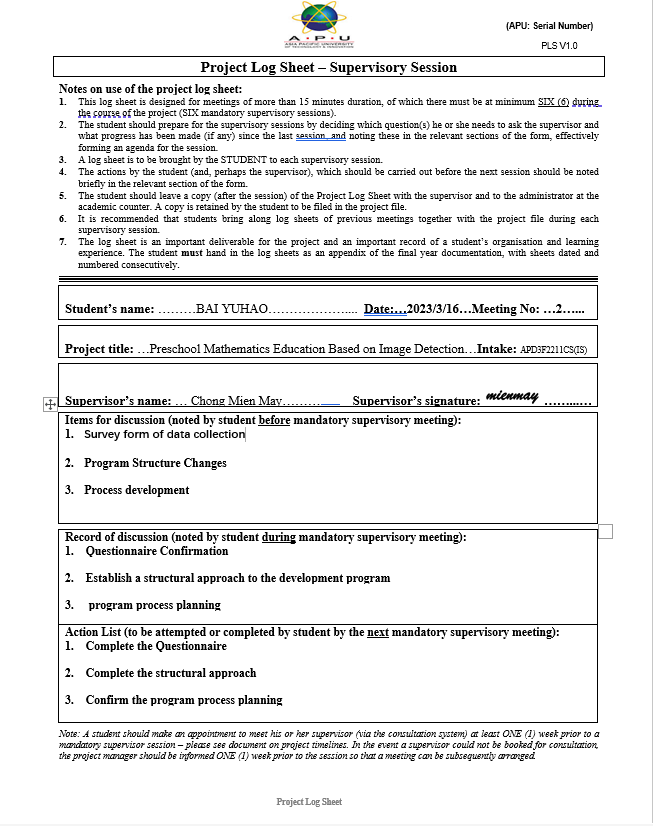 (APU: Serial Number)
A · P · U
ASIA PACIFIC UNIVERSITY
OF TECHNOLOGY & INNOVATION
PLS V1.0
Project Log Sheet – Supervisory Session
Notes on use of the project log sheet:
1. This log sheet is designed for meetings of more than 15 minutes duration, of which there must be at minimum SIX (6) during
the course of the project (SIX mandatory supervisory sessions).
2. The student should prepare for the supervisory sessions by deciding which question(s) he or she needs to ask the supervisor and
what progress has been made (if any) since the last session, and noting these in the relevant sections of the form, effectively
forming an agenda for the session.
3. A log sheet is to be brought by the STUDENT to each supervisory session.
4. The actions by the student (and, perhaps the supervisor), which should be carried out before the next session should be noted
briefly in the relevant section of the form.
5. The student should leave a copy (after the session) of the Project Log Sheet with the supervisor and to the administrator at the
academic counter. A copy is retained by the student to be filed in the project file.
6. It is recommended that students bring along log sheets of previous meetings together with the project file during each
supervisory session.
7. The log sheet is an important deliverable for the project and an important record of a student's organisation and learning
experience. The student must hand in the log sheets as an appendix of the final year documentation, with sheets dated and
numbered consecutively.
Student's name: ………BAI YUHAO………………….... Date:…2023/3/16…Meeting No: …2…...
Project title: …Preschool Mathematics Education Based on Image Detection…Intake: APD3F2211CS(IS)
Supervisor's name: … Chong Mien May……… Supervisor's signature: mienmay ……...…
Items for discussion (noted by student before mandatory supervisory meeting):
1. Survey form of data collection
2. Program Structure Changes
3. Process development
Record of discussion (noted by student during mandatory supervisory meeting):
1. Questionnaire Confirmation
2. Establish a structural approach to the development program
3. program process planning
Action List (to be attempted or completed by student by the next mandatory supervisory meeting):
1. Complete the Questionnaire
2. Complete the structural approach
3. Confirm the program process planning
Note: A student should make an appointment to meet his or her supervisor (via the consultation system) at least ONE (1) week prior to a
mandatory supervisor session – please see document on project timelines. In the event a supervisor could not be booked for consultation,
the project manager should be informed ONE (1) week prior to the session so that a meeting can be subsequently arranged.
Project Log Sheet